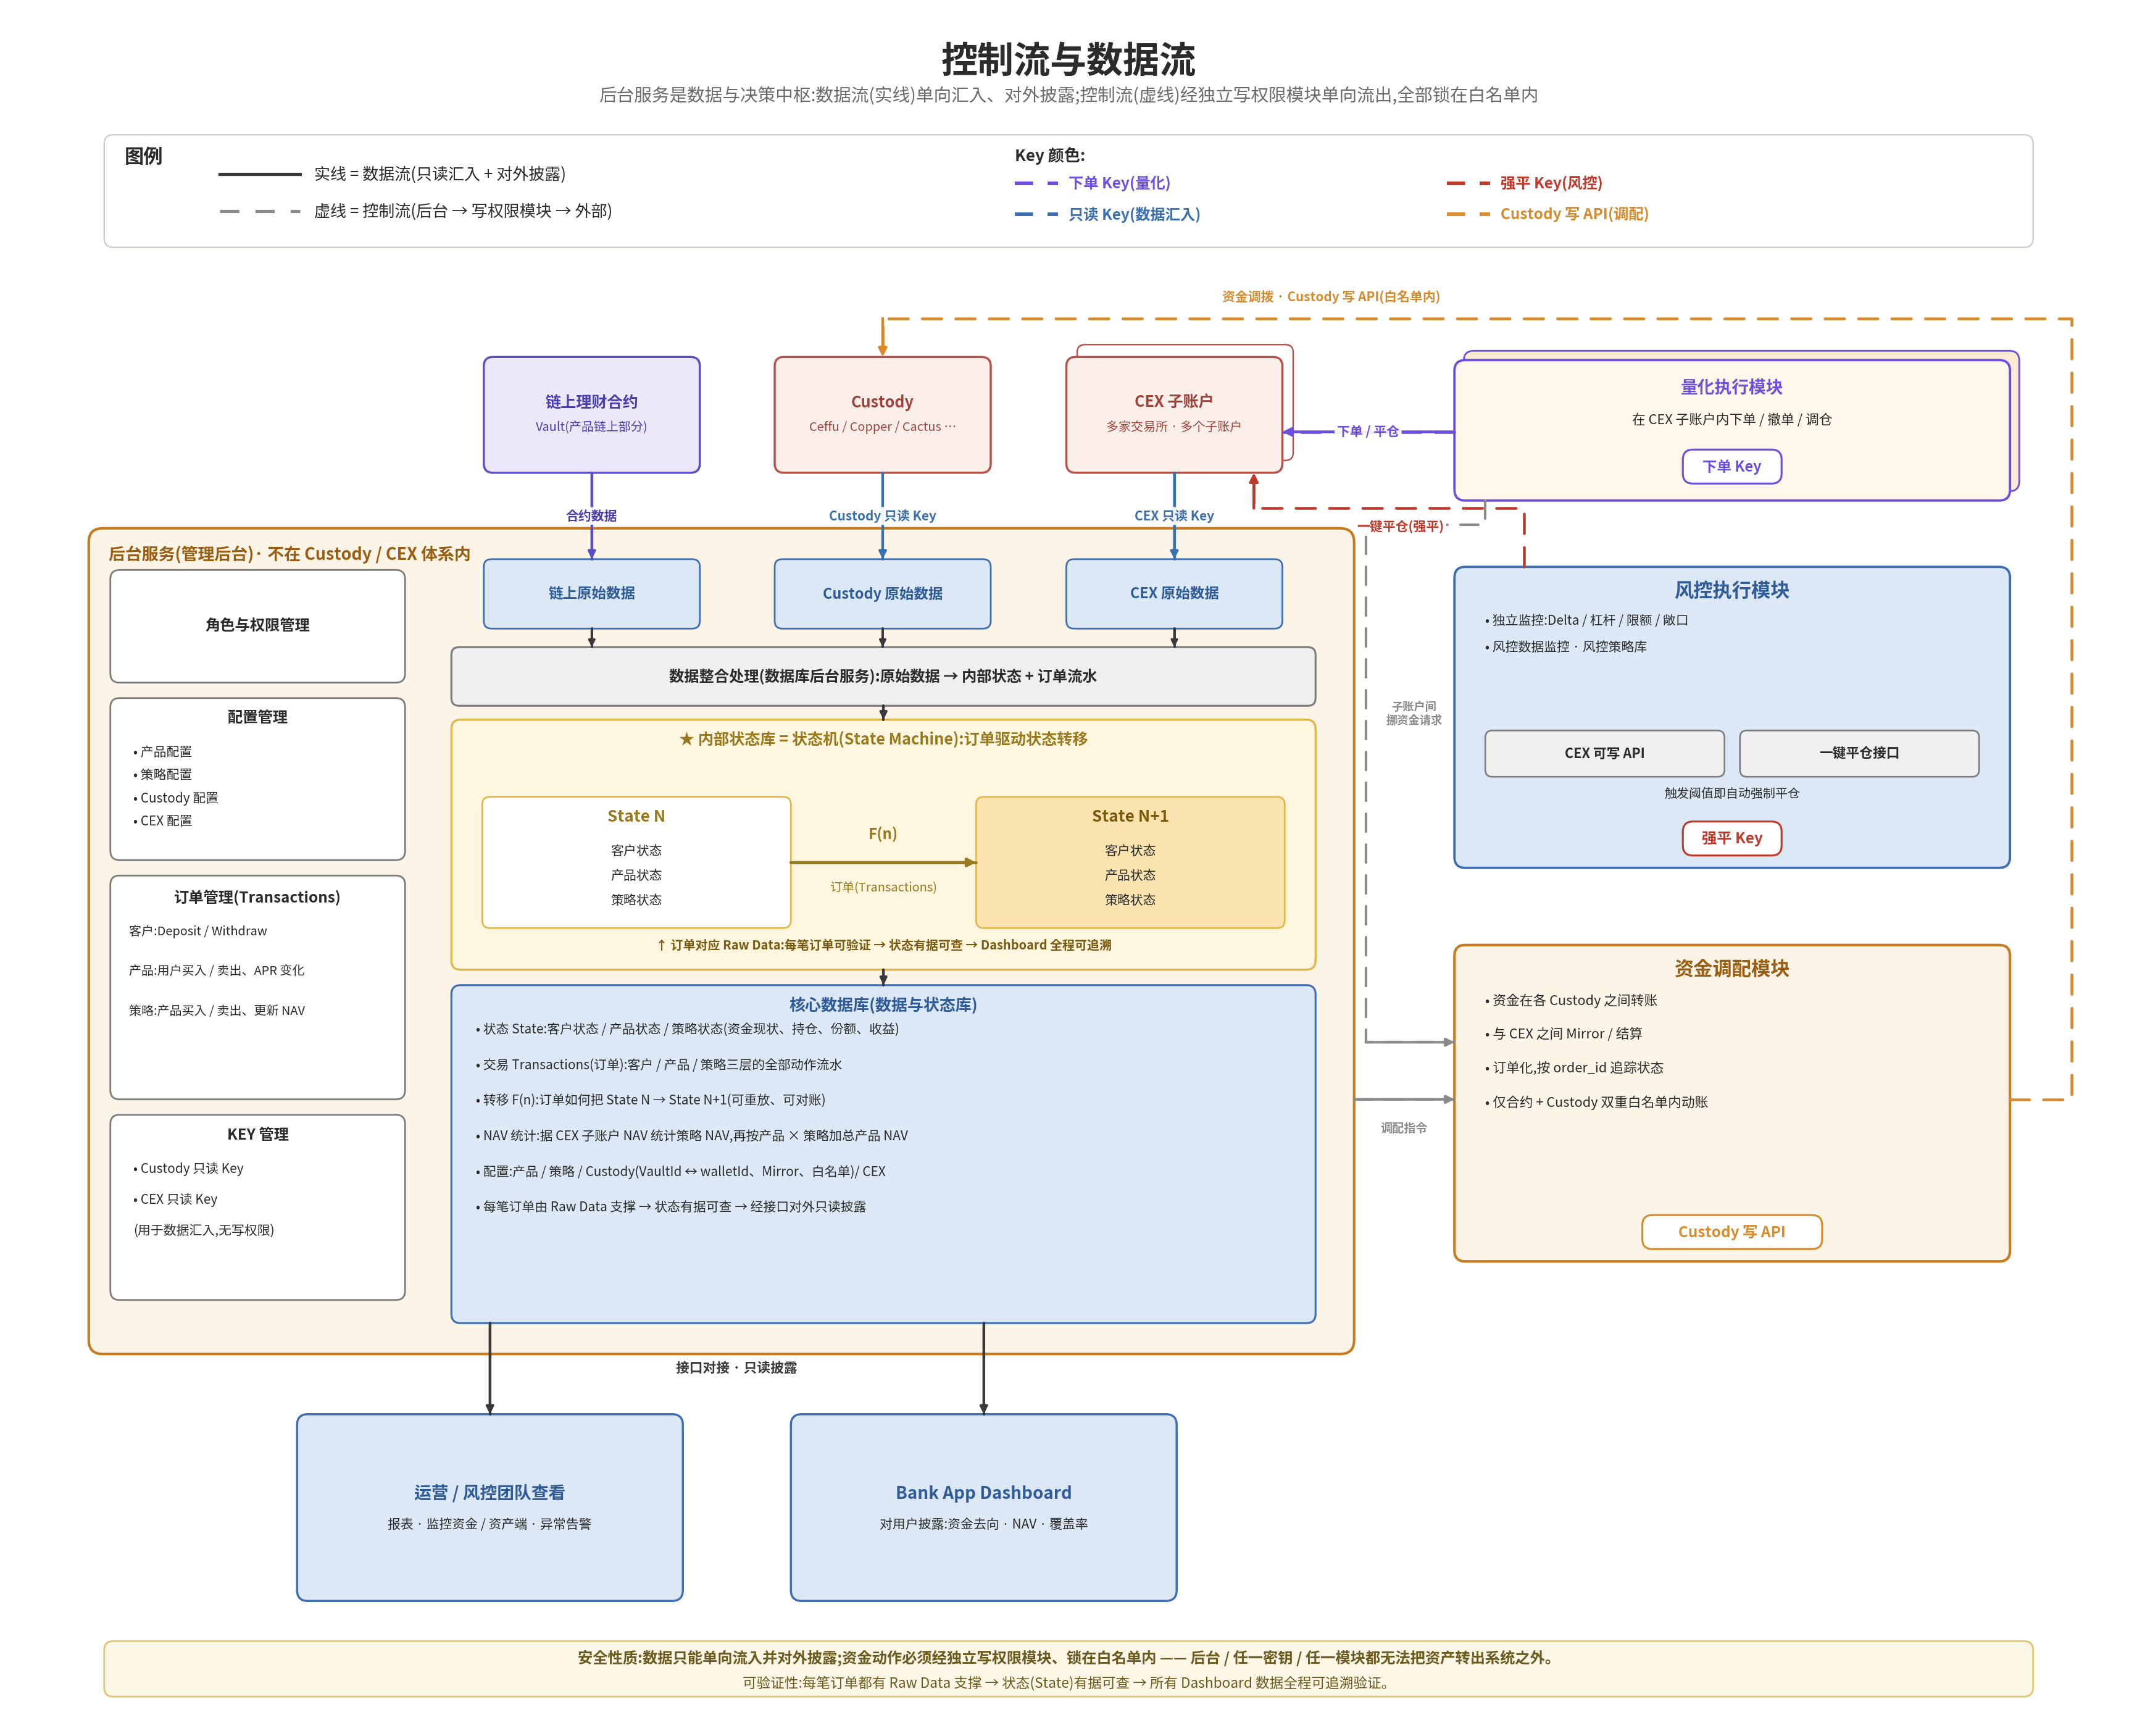 控制流与数据流
后台服务是数据与决策中枢:数据流(实线)单向汇入、对外披露;控制流(虚线)经独立写权限模块单向流出,全部锁在白名单内
图例
实线 = 数据流(只读汇入 + 对外披露)
虚线 = 控制流(后台 → 写权限模块 → 外部)
Key 颜色:
下单 Key(量化)
强平 Key(风控)
只读 Key(数据汇入)
Custody 写 API(调配)
资金调拨 · Custody 写 API(白名单内)
链上理财合约
Vault(产品链上部分)
Custody
Ceffu / Copper / Cactus ···
CEX 子账户
多家交易所 · 多个子账户
下单 / 平仓
量化执行模块
在 CEX 子账户内下单 / 撤单 / 调仓
下单 Key
合约数据
Custody 只读 Key
CEX 只读 Key
一键平仓(强平)
后台服务(管理后台) · 不在 Custody / CEX 体系内
链上原始数据
Custody 原始数据
CEX 原始数据
角色与权限管理
数据整合处理(数据库后台服务):原始数据 → 内部状态 + 订单流水
配置管理
• 产品配置
• 策略配置
• Custody 配置
• CEX 配置
★ 内部状态库 = 状态机(State Machine):订单驱动状态转移
State N
客户状态
产品状态
策略状态
F(n)
订单(Transactions)
State N+1
客户状态
产品状态
策略状态
↑ 订单对应 Raw Data:每笔订单可验证 → 状态有据可查 → Dashboard 全程可追溯
子账户间
挪资金请求
风控执行模块
• 独立监控:Delta / 杠杆 / 限额 / 敞口
• 风控数据监控 · 风控策略库
CEX 可写 API
一键平仓接口
触发阈值即自动强制平仓
强平 Key
订单管理(Transactions)
客户:Deposit / Withdraw
产品:用户买入 / 卖出、APR 变化
策略:产品买入 / 卖出、更新 NAV
KEY 管理
• Custody 只读 Key
• CEX 只读 Key
(用于数据汇入,无写权限)
核心数据库(数据与状态库)
• 状态 State:客户状态 / 产品状态 / 策略状态(资金现状、持仓、份额、收益)
• 交易 Transactions(订单):客户 / 产品 / 策略三层的全部动作流水
• 转移 F(n):订单如何把 State N → State N+1(可重放、可对账)
• NAV 统计:据 CEX 子账户 NAV 统计策略 NAV,再按产品 × 策略加总产品 NAV
• 配置:产品 / 策略 / Custody(VaultId ↔ walletId、Mirror、白名单)/ CEX
• 每笔订单由 Raw Data 支撑 → 状态有据可查 → 经接口对外只读披露
调配指令
资金调配模块
• 资金在各 Custody 之间转账
• 与 CEX 之间 Mirror / 结算
• 订单化,按 order_id 追踪状态
• 仅合约 + Custody 双重白名单内动账
Custody 写 API
接口对接 · 只读披露
运营 / 风控团队查看
报表 · 监控资金 / 资产端 · 异常告警
Bank App Dashboard
对用户披露:资金去向 · NAV · 覆盖率
安全性质:数据只能单向流入并对外披露;资金动作必须经独立写权限模块、锁在白名单内 —— 后台 / 任一密钥 / 任一模块都无法把资产转出系统之外。
可验证性:每笔订单都有 Raw Data 支撑 → 状态(State)有据可查 → 所有 Dashboard 数据全程可追溯验证。